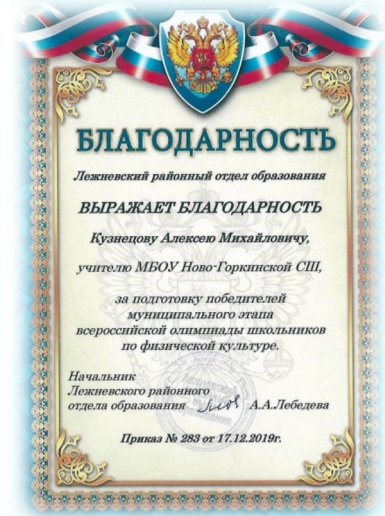 БЛАГОДАРНОСТЬ
Лежневский районный отдел образования
ВЫРАЖАЕТ БЛАГОДАРНОСТЬ
Кузнецову Алексею Михайловичу,
учителю МБОУ Ново-Горкинской СШ,
за подготовку победителей
муниципального этапа
всероссийской олимпиады школьников
по физической культуре.
Начальник
Лежневского районного
отдела образования А.А.Лебедева
Приказ № 283 от 17.12.2019г.